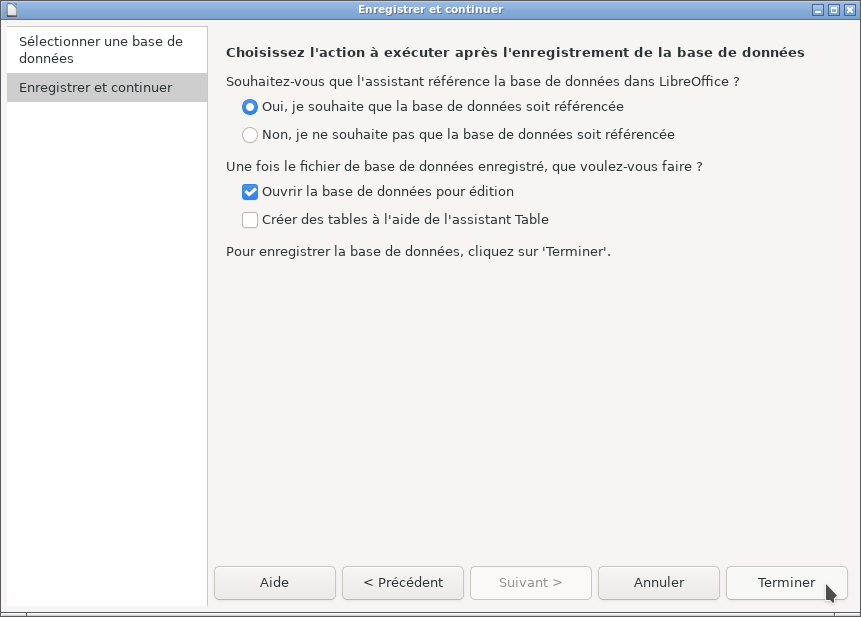 Enregistrer et continuer
Sélectionner une base de
données
Enregistrer et continuer
Choisissez l'action à exécuter après l'enregistrement de la base de données
Souhaitez-vous que l'assistant référence la base de données dans LibreOffice ?
Oui, je souhaite que la base de données soit référencée
Non, je ne souhaite pas que la base de données soit référencée
Une fois le fichier de base de données enregistré, que voulez-vous faire ?
Ouvrir la base de données pour édition
Créer des tables à l'aide de l'assistant Table
Pour enregistrer la base de données, cliquez sur 'Terminer'.
Aide
< Précédent
Suivant >
Annuler
Terminer